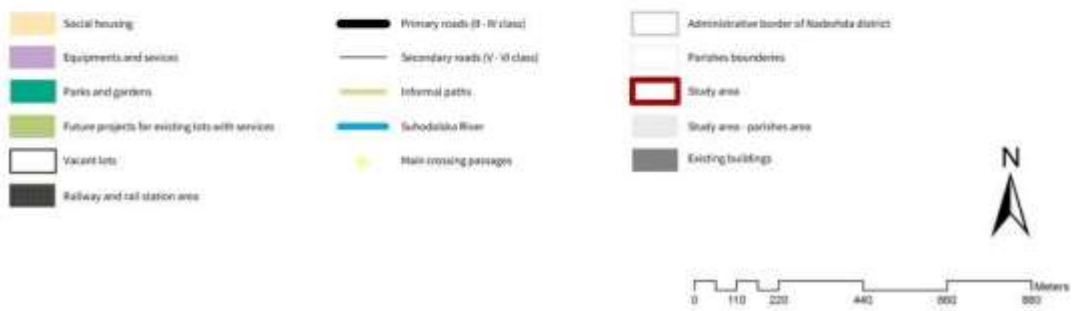 Social housing
Equipments and sevices
Parks and gardens
Future projects for existing lots with services
Vacant lots
Railway and rail station area
Primary roads (II - IV class)
Secondary roads (V - VI class)
Informal paths
Suhodolska River
Main crossing passages
Administrative border of Nadezhda district
Parishes bounderies
Study area
Study area - parishes area
Existing buildings
N
0 110 220 440 660 880 Meters